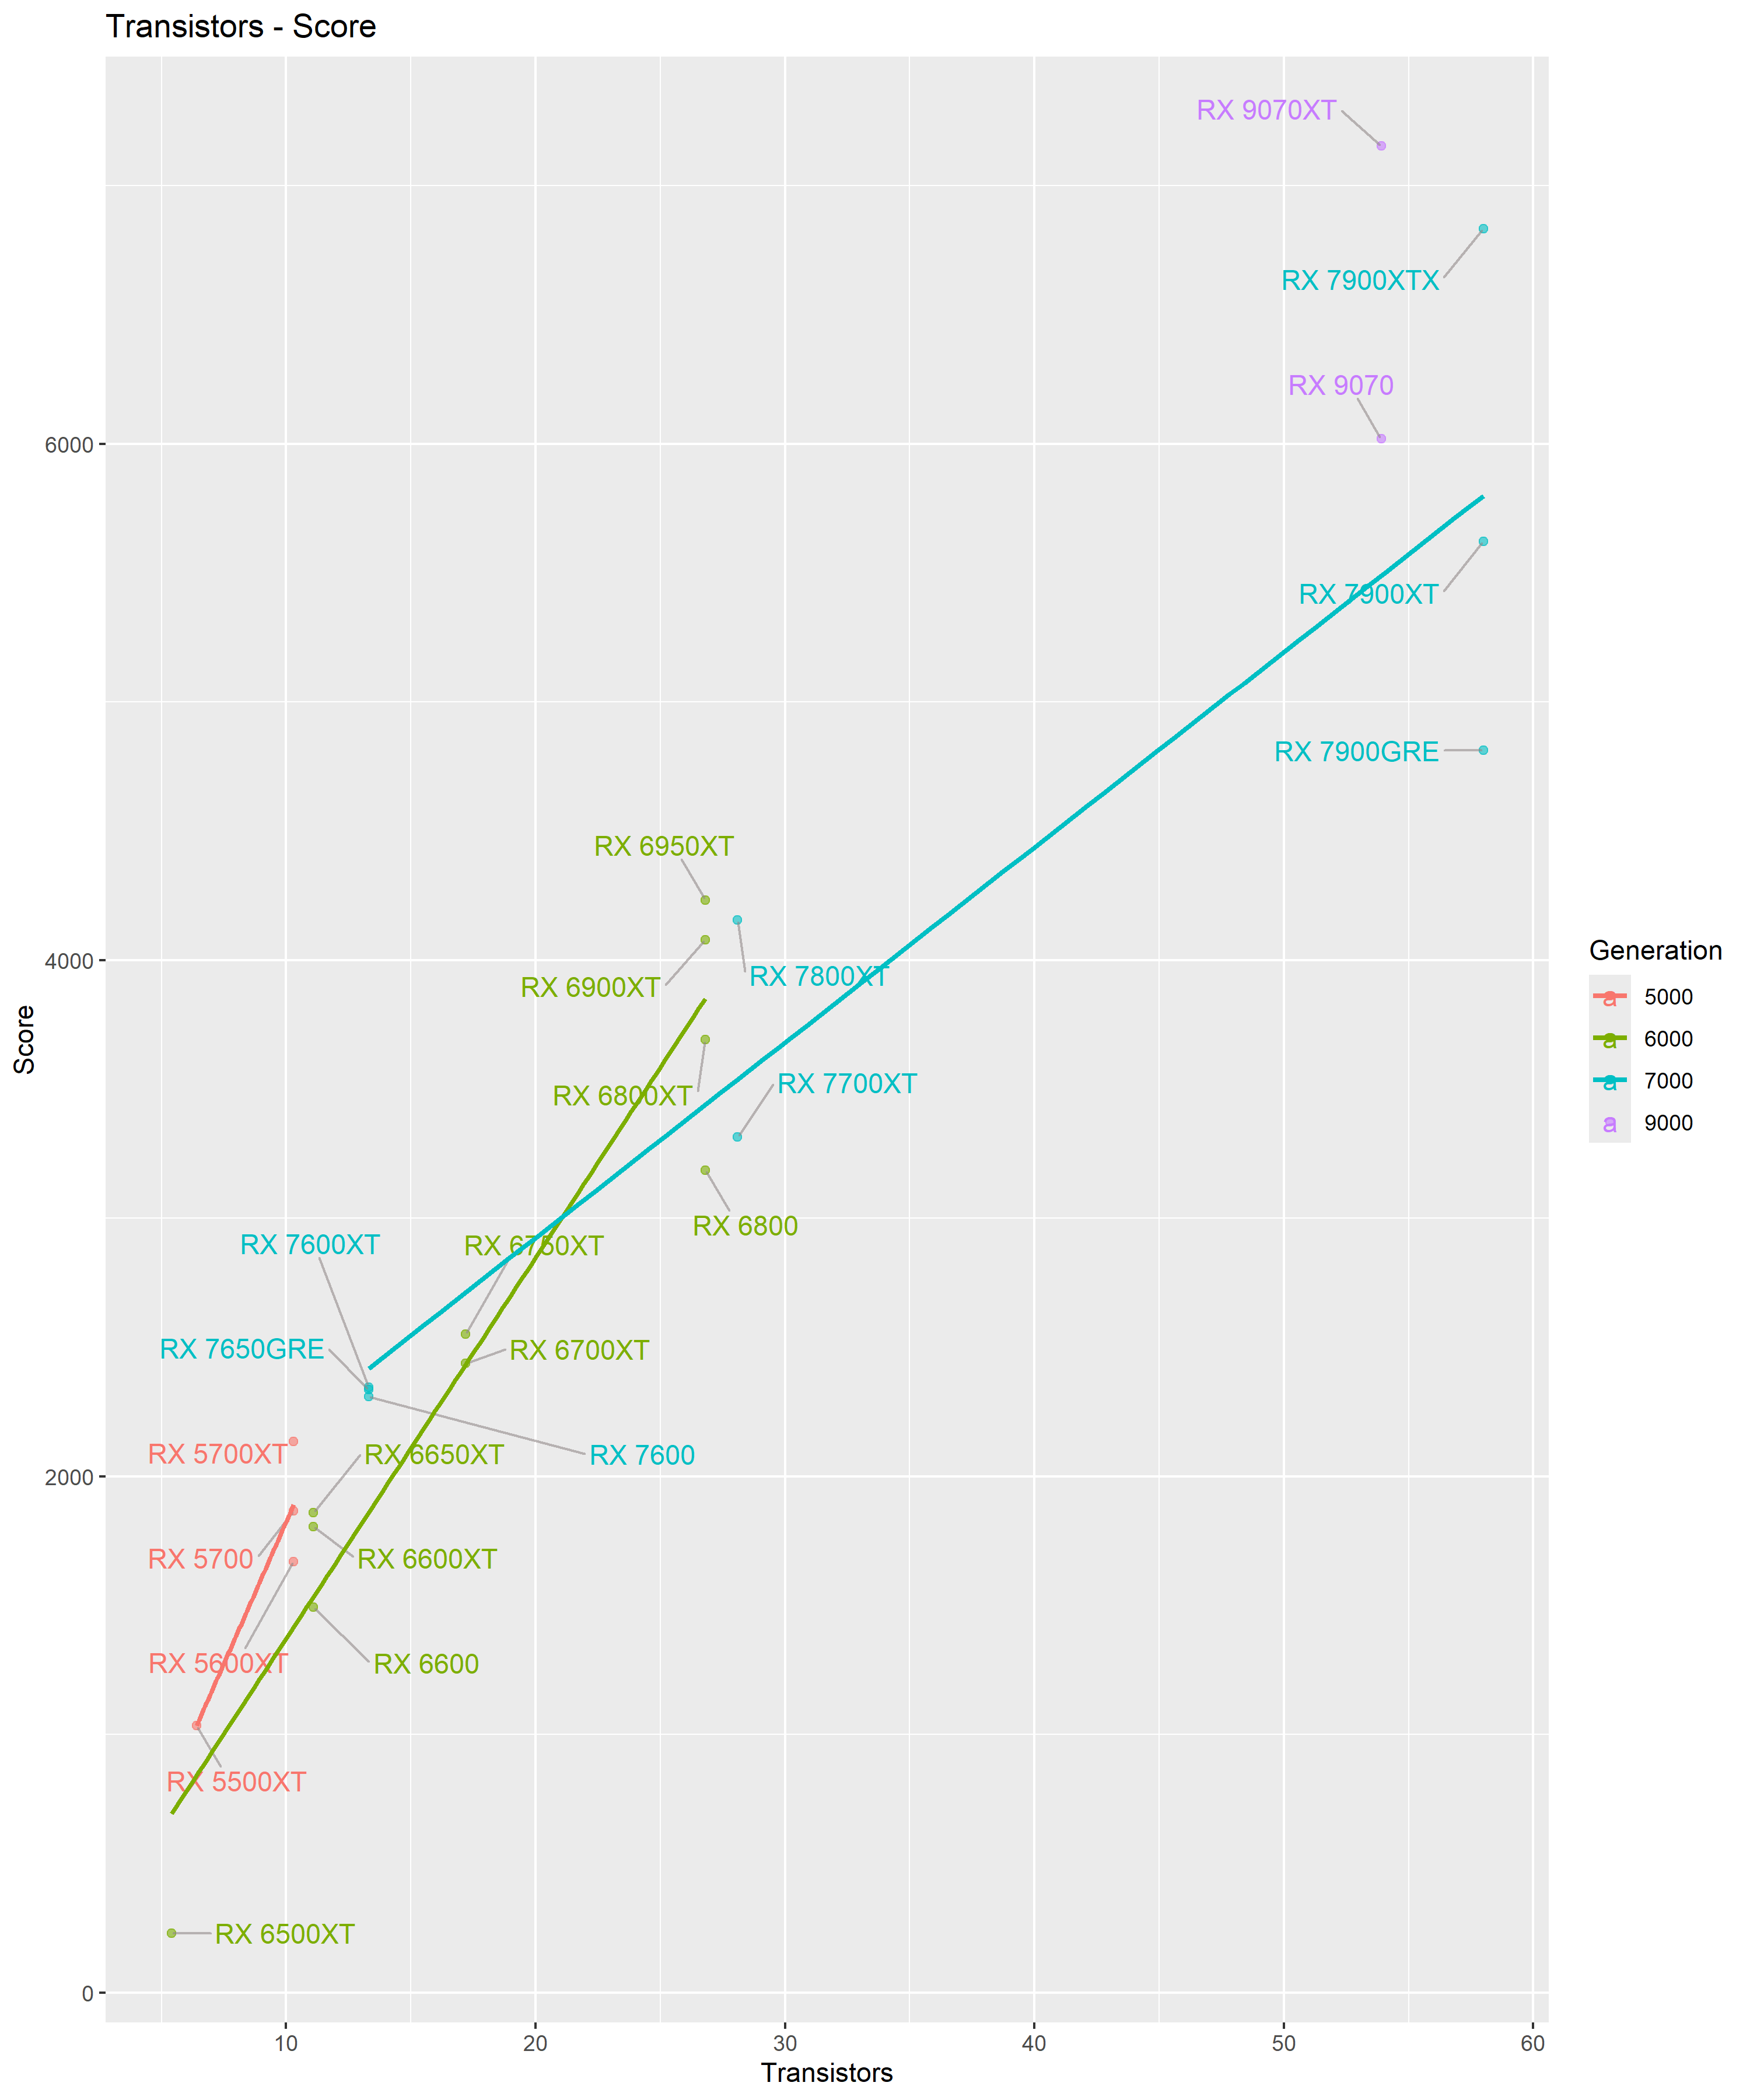 Transistors - Score
RX 9070XT
RX 7900XTX
RX 9070
6000
RX 7900XT
RX 7900GRE
RX 6950XT
4000
RX 7800XT
RX 6900XT
Score
RX 7700XT
RX 6800XT
RX 6800
RX 7600XT
RX 6750XT
RX 7650GRE
RX 6700XT
RX 5700XT
RX 6650XT
RX 7600
2000
RX 5700
RX 6600XT
RX 5600XT
RX 6600
RX 5500XT
RX 6500XT
0
10
20
30
40
50
60
Transistors
Generation
a 5000
a 6000
a 7000
a 9000